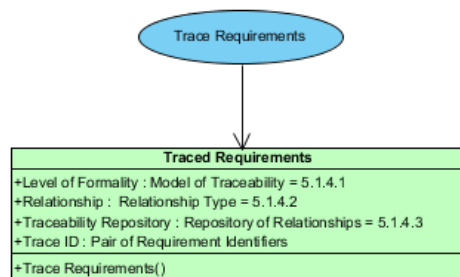 Trace Requirements
Traced Requirements
+Level of Formality : Model of Traceability = 5.1.4.1
+Relationship : Relationship Type = 5.1.4.2
+Traceability Repository : Repository of Relationships = 5.1.4.3
+Trace ID : Pair of Requirement Identifiers
+Trace Requirements()